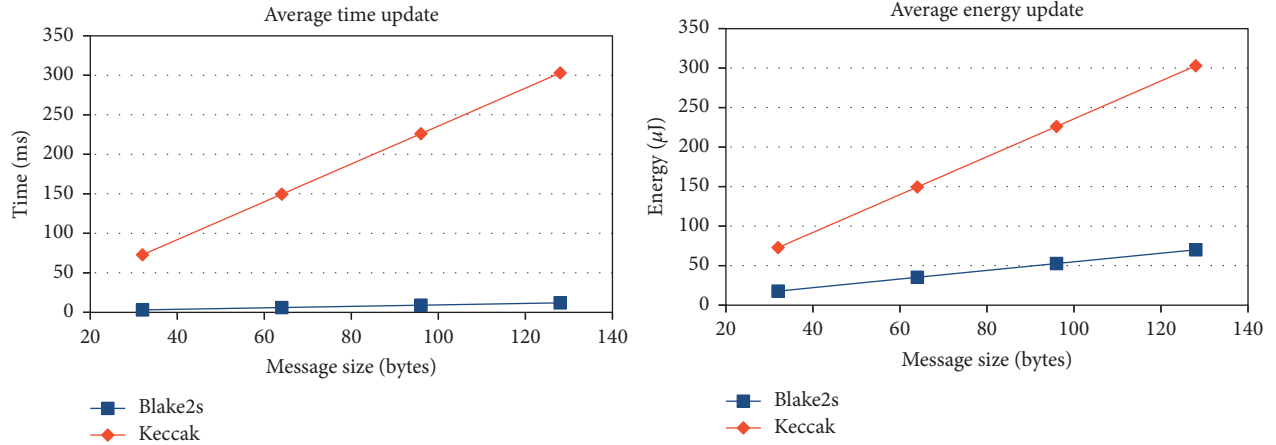 Average time update
350
300
250
200
150
100
50
0
Time (ms)
20 40 60 80 100 120 140
Message size (bytes)
Blake2s
Keccak
Average energy update
350
300
250
200
150
100
50
0
Energy (μJ)
20 40 60 80 100 120 140
Message size (bytes)
Blake2s
Keccak